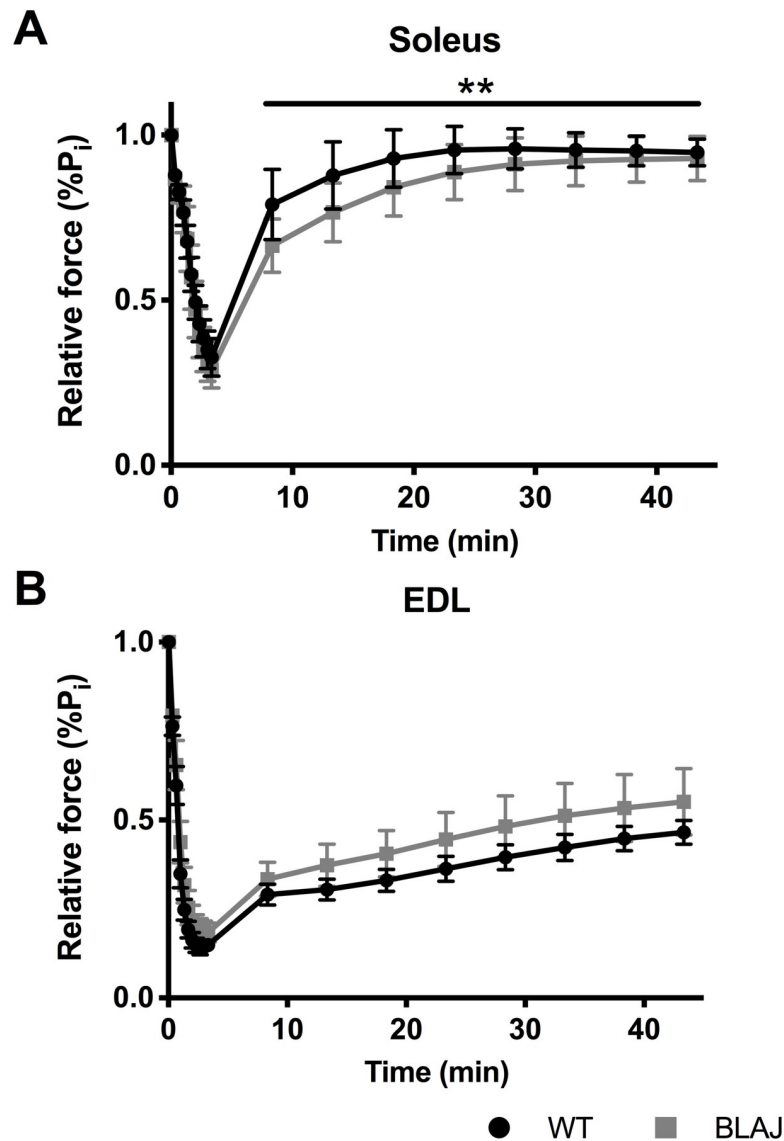 A
Soleus
**
1.0
0.5
0.0
Relative force (%Pi)
0 10 20 30 40
Time (min)
B
EDL
1.0
0.5
0.0
Relative force (%Pi)
0 10 20 30 40
Time (min)
WT BLAJ